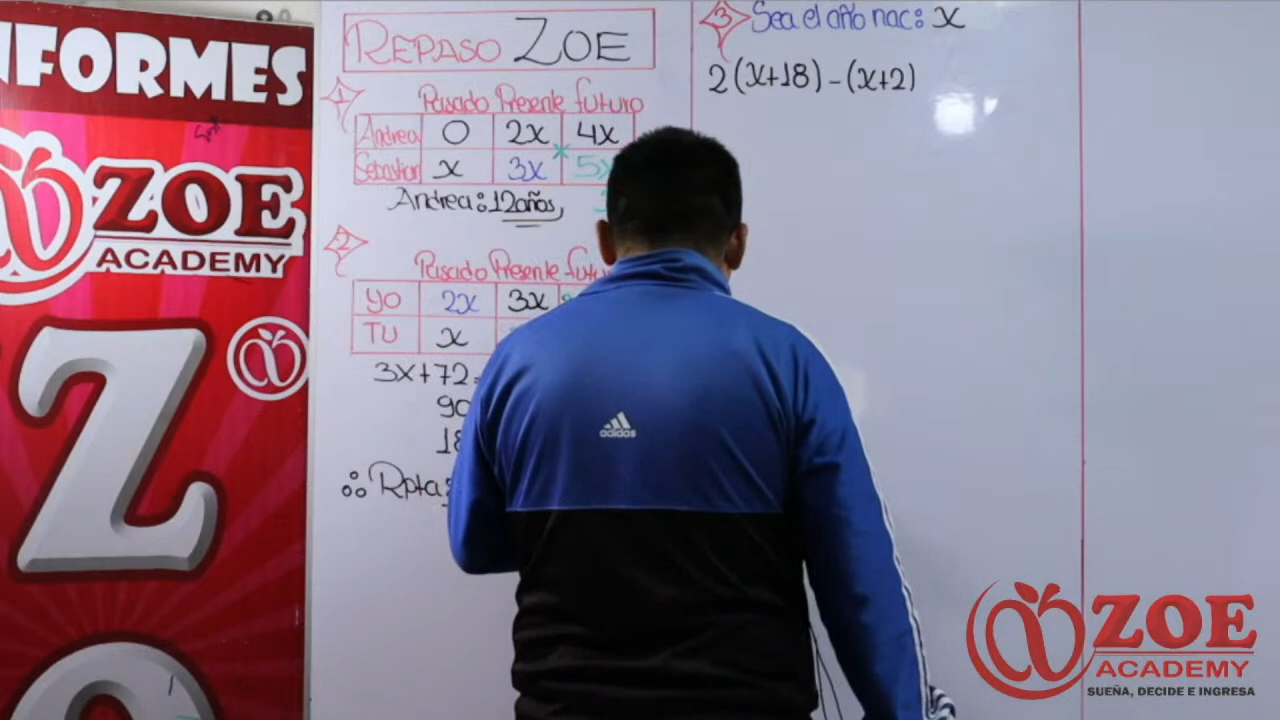 INFORMES
ZOE
ACADEMY
Z
REPASO ZOE
1
Pasado Presente futuro
Andrea 0 2x 4x
Sebastian x 3x 5x
Andrea: 12años,
2
Pasado Presente
YO 2x 3x
TU x
3x+72
90
18
∴ Rpta:
3 Sea el año nac: x
2(x+18)-(x+2)
adidas
ZOE
ACADEMY
SUEÑA, DECIDE E INGRESA